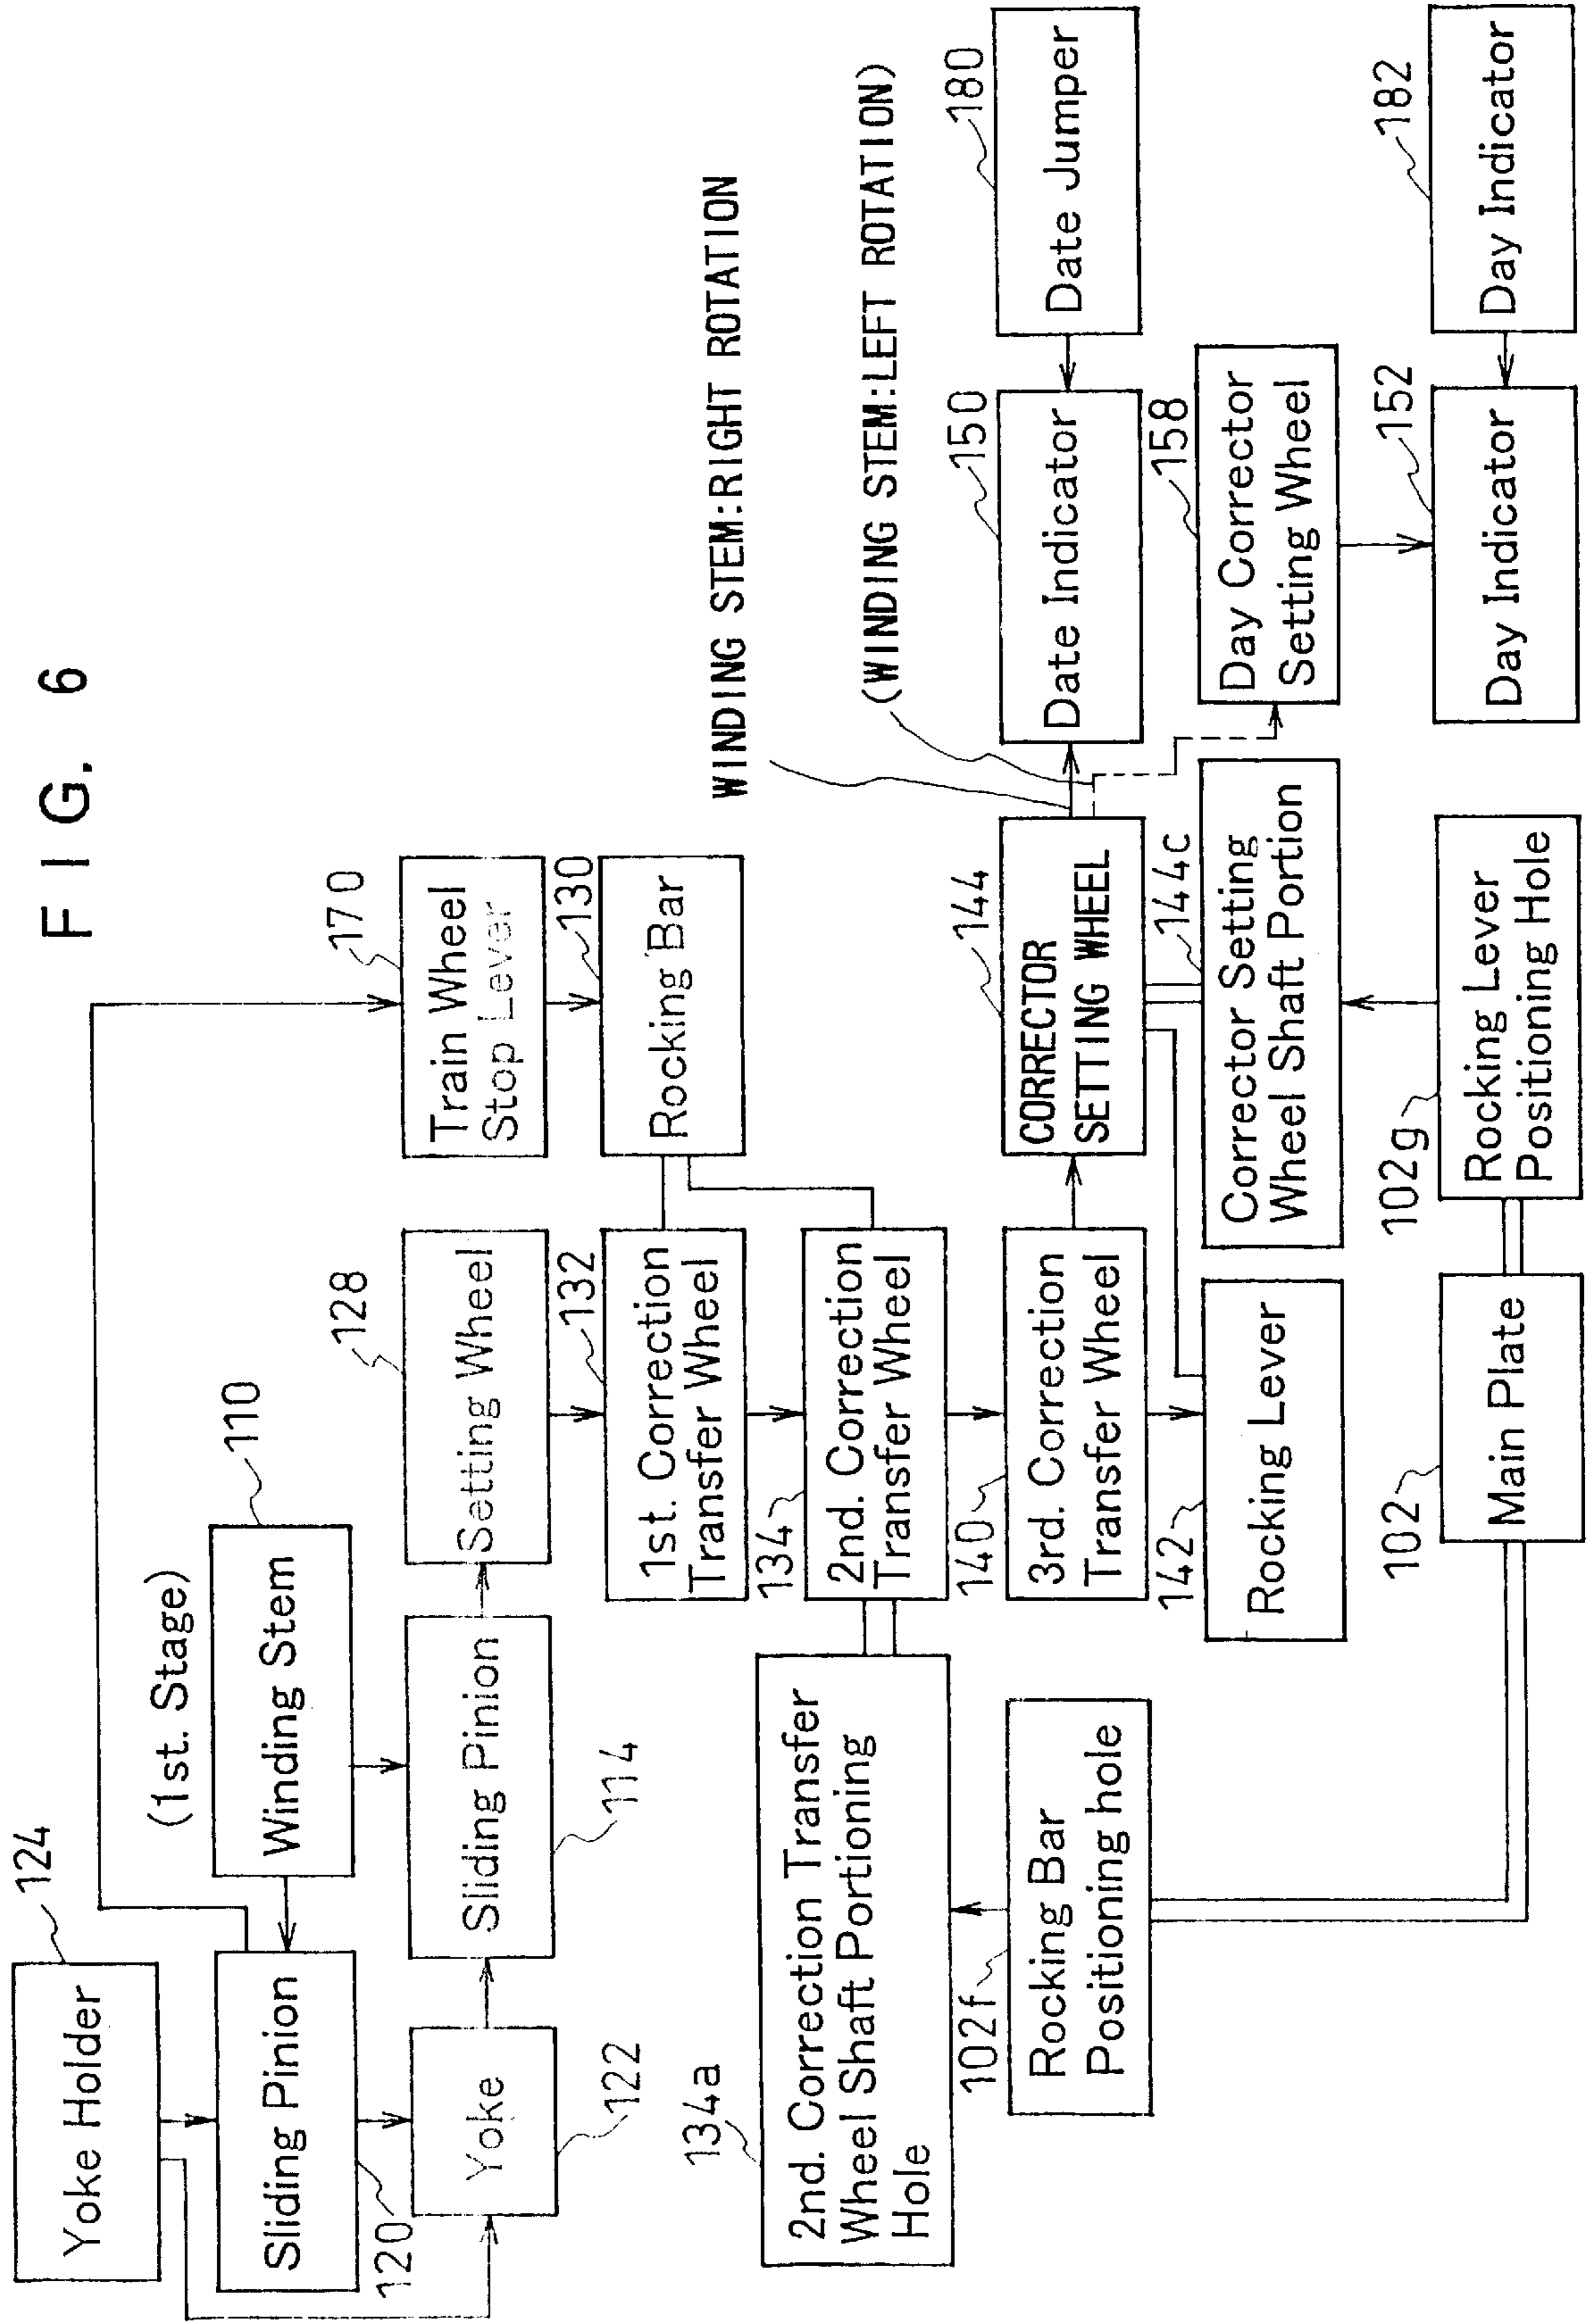 FIG. 6
124
Yoke Holder
(1st. Stage)
110
Winding Stem
Sliding Pinion
120
Yoke
122
Sliding Pinion
114
128
Setting Wheel
170
Train Wheel
Stop Lever
130
Rocking Bar
132
1st. Correction
Transfer Wheel
134
2nd. Correction
Transfer Wheel
134a
2nd. Correction Transfer
Wheel Shaft Portioning
Hole
102f
Rocking Bar
Positioning hole
140
3rd. Correction
Transfer Wheel
142
Rocking Lever
144
CORRECTOR
SETTING WHEEL
144c
Corrector Setting
Wheel Shaft Portion
WINDING STEM:RIGHT ROTATION
(WINDING STEM:LEFT ROTATION)
150
Date Indicator
180
Date Jumper
158
Day Corrector
Setting Wheel
152
Day Indicator
182
Day Indicator
102
Main Plate
102g
Rocking Lever
Positioning Hole